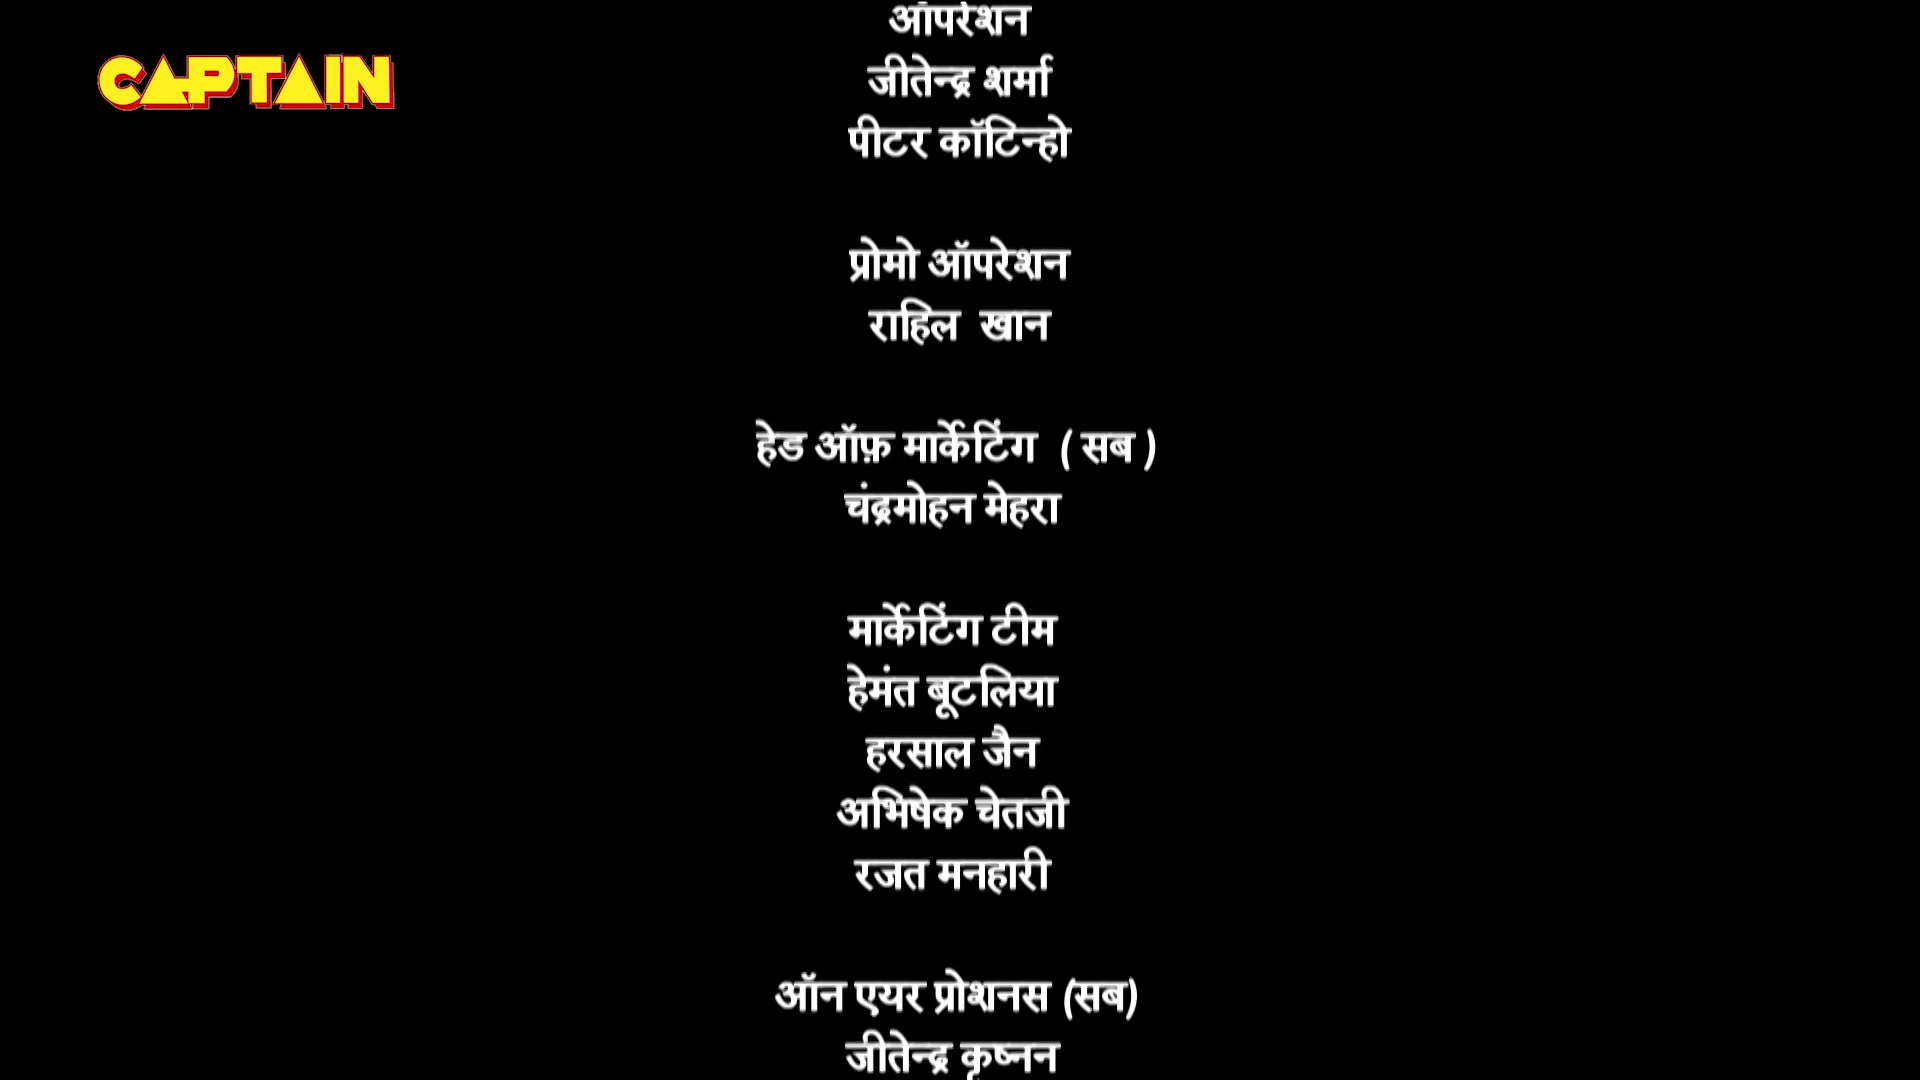 ऑपरेशन
CAPTAIN
जीतेन्द्र शर्मा
पीटर कॉटिन्हो
प्रोमो ऑपरेशन
राहिल खान
हेड ऑफ़ मार्केटिंग ( सब )
चंद्रमोहन मेहरा
मार्केटिंग टीम
हेमंत बूटलिया
हरसाल जैन
अभिषेक चेतजी
रजत मनहारी
ऑन एयर प्रोशनस (सब)
जीतेन्द्र कृष्नन